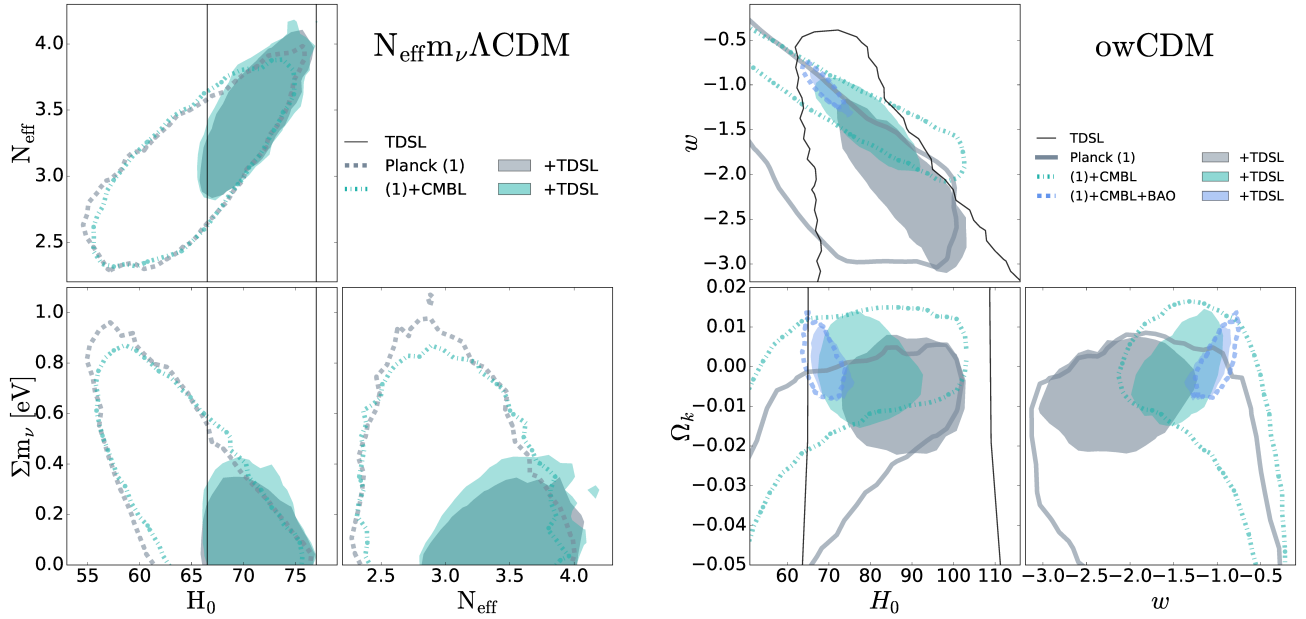 N_eff m_ν ΛCDM
4.0
3.5
3.0
2.5
N_eff
TDSL
Planck (1) +TDSL
(1)+CMBL +TDSL
1.0
0.8
0.6
0.4
0.2
0.0
Σm_ν [eV]
55 60 65 70 75
H_0
2.5 3.0 3.5 4.0
N_eff
owCDM
−0.5
−1.0
−1.5
−2.0
−2.5
−3.0
w
TDSL
Planck (1) +TDSL
(1)+CMBL +TDSL
(1)+CMBL+BAO +TDSL
0.02
0.01
0.00
−0.01
−0.02
−0.03
−0.04
−0.05
Ω_k
60 70 80 90 100 110
H_0
−3.0 −2.5 −2.0 −1.5 −1.0 −0.5
w